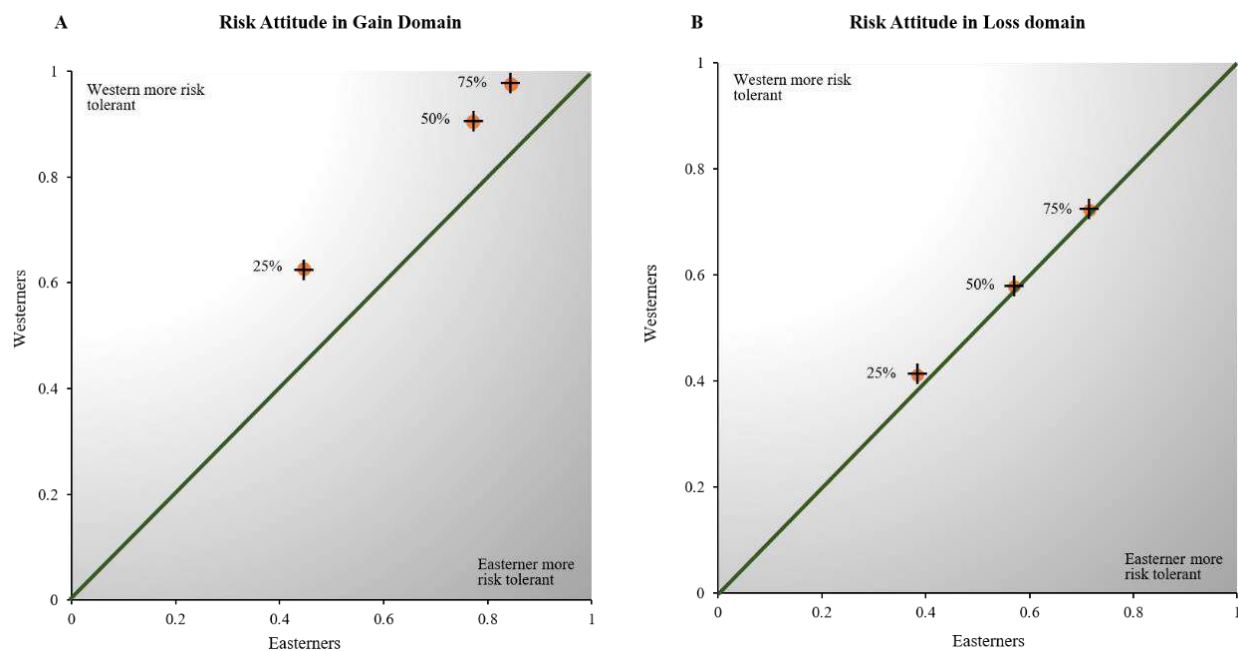 A
Risk Attitude in Gain Domain
1
0.8
0.6
0.4
0.2
0
Westerners
Western more risk
tolerant
75%
50%
25%
Easterner more
risk tolerant
0
0.2
0.4
0.6
0.8
1
Easterners
B
Risk Attitude in Loss domain
1
0.8
0.6
0.4
0.2
0
Westerners
Western more risk
tolerant
75%
50%
25%
Easterner more
risk tolerant
0
0.2
0.4
0.6
0.8
1
Easterners